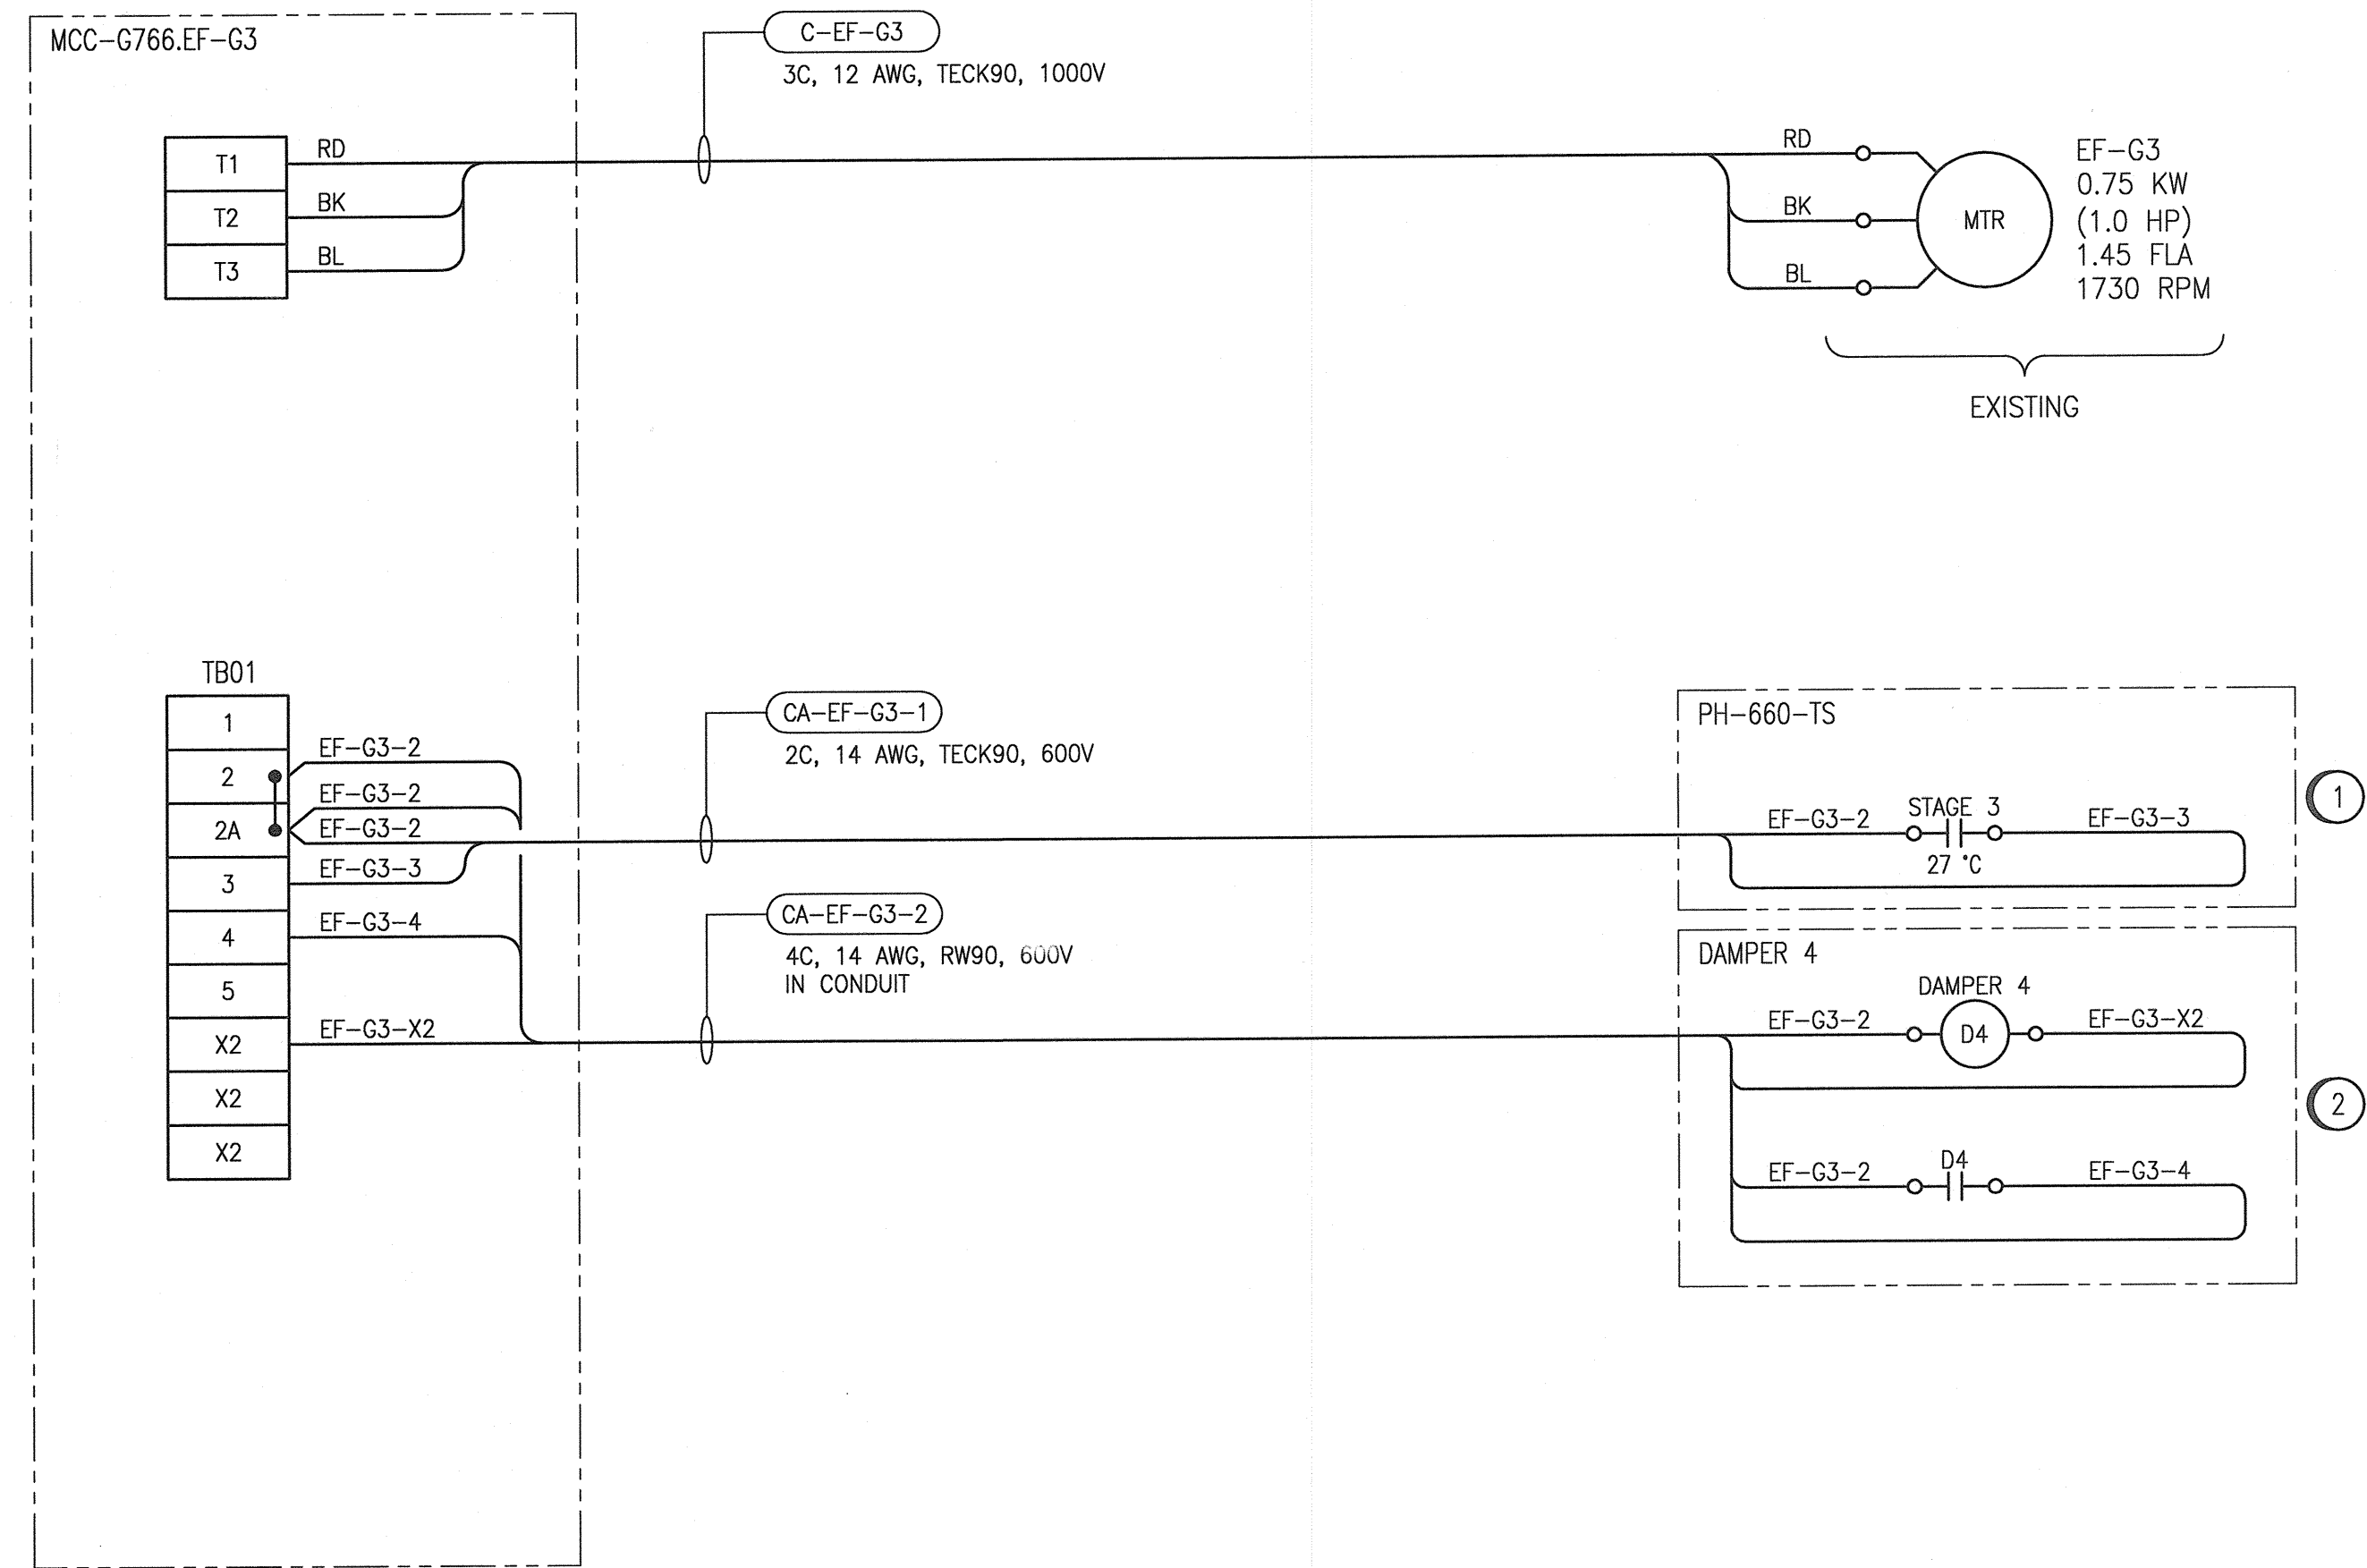 MCC-G766.EF-G3
C-EF-G3
3C, 12 AWG, TECK90, 1000V
T1
RD
T2
BK
T3
BL
RD
BK
BL
MTR
EF-G3
0.75 KW
(1.0 HP)
1.45 FLA
1730 RPM
EXISTING
TB01
1
2
2A
3
4
5
X2
X2
X2
EF-G3-2
EF-G3-2
EF-G3-2
EF-G3-3
EF-G3-4
EF-G3-X2
CA-EF-G3-1
2C, 14 AWG, TECK90, 600V
CA-EF-G3-2
4C, 14 AWG, RW90, 600V
IN CONDUIT
PH-660-TS
EF-G3-2
STAGE 3
EF-G3-3
27 °C
1
DAMPER 4
DAMPER 4
EF-G3-2
D4
EF-G3-X2
2
EF-G3-2
D4
EF-G3-4